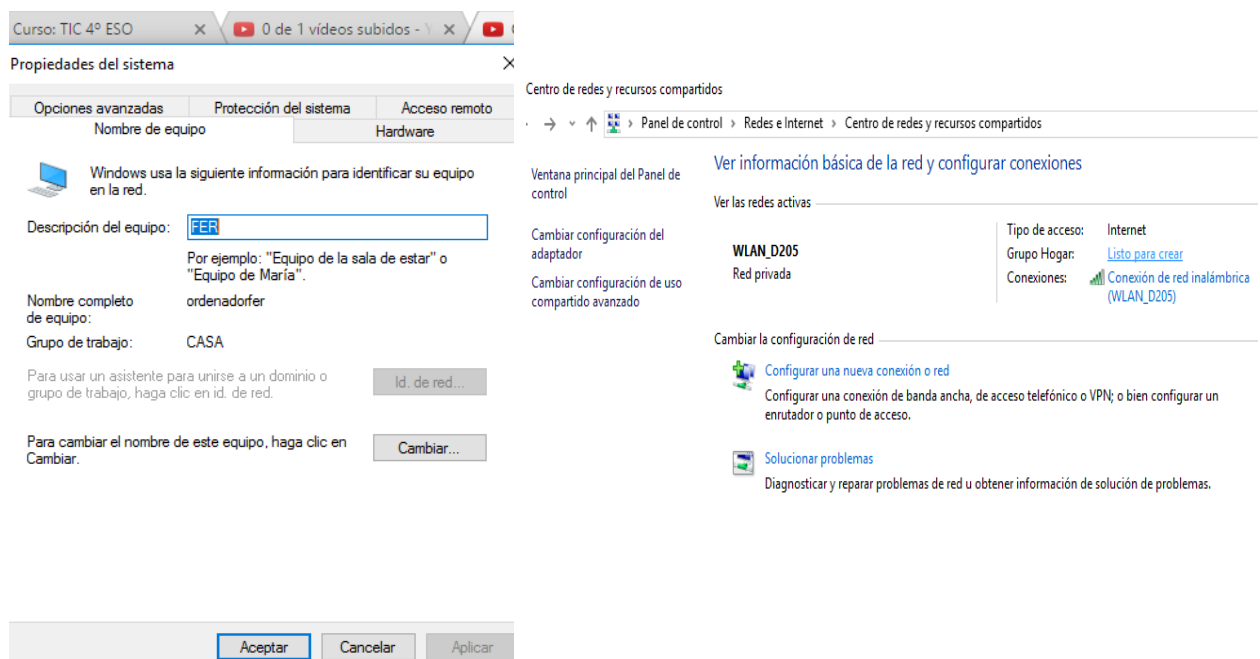 Curso: TIC 4º ESO
0 de 1 vídeos subidos - Y
Propiedades del sistema
Opciones avanzadas
Protección del sistema
Acceso remoto
Nombre de equipo
Hardware
Windows usa la siguiente información para identificar su equipo
en la red.
Descripción del equipo:
FER
Por ejemplo: "Equipo de la sala de estar" o
"Equipo de María".
Nombre completo
de equipo:
ordenadorfer
Grupo de trabajo:
CASA
Para usar un asistente para unirse a un dominio o
grupo de trabajo, haga clic en id. de red.
Id. de red...
Para cambiar el nombre de este equipo, haga clic en
Cambiar.
Cambiar...
Aceptar
Cancelar
Aplicar
Centro de redes y recursos compartidos
Panel de control > Redes e Internet > Centro de redes y recursos compartidos
Ventana principal del Panel de
control
Cambiar configuración del
adaptador
Cambiar configuración de uso
compartido avanzado
Ver información básica de la red y configurar conexiones
Ver las redes activas
WLAN_D205
Red privada
Tipo de acceso: Internet
Grupo Hogar: Listo para crear
Conexiones: Conexión de red inalámbrica
(WLAN_D205)
Cambiar la configuración de red
Configurar una nueva conexión o red
Configurar una conexión de banda ancha, de acceso telefónico o VPN; o bien configurar un
enrutador o punto de acceso.
Solucionar problemas
Diagnosticar y reparar problemas de red u obtener información de solución de problemas.